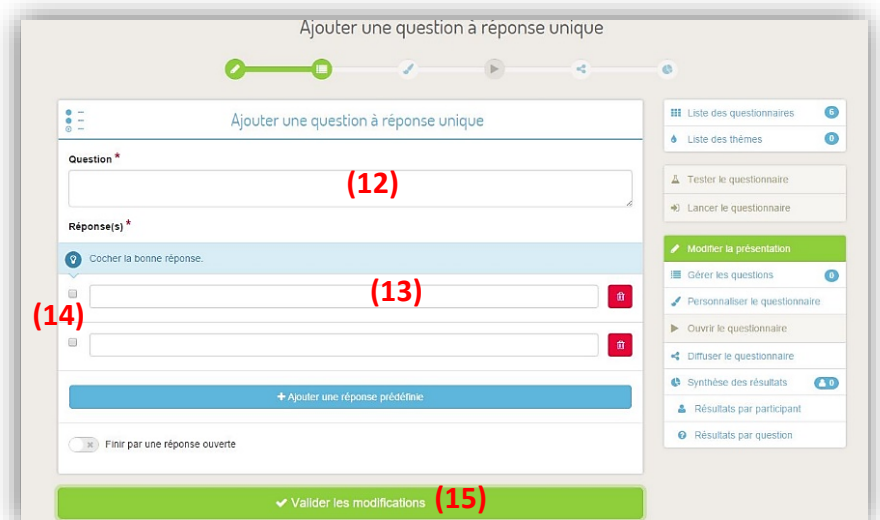 Ajouter une question à réponse unique
Ajouter une question à réponse unique
Question *
(12)
Réponse(s) *
Cocher la bonne réponse.
(13)
(14)
+ Ajouter une réponse prédéfinie
Finir par une réponse ouverte
Valider les modifications (15)
Liste des questionnaires 6
Liste des thèmes 0
Tester le questionnaire
Lancer le questionnaire
Modifier la présentation
Gérer les questions 0
Personnaliser le questionnaire
Ouvrir le questionnaire
Diffuser le questionnaire
Synthèse des résultats 0
Résultats par participant
Résultats par question